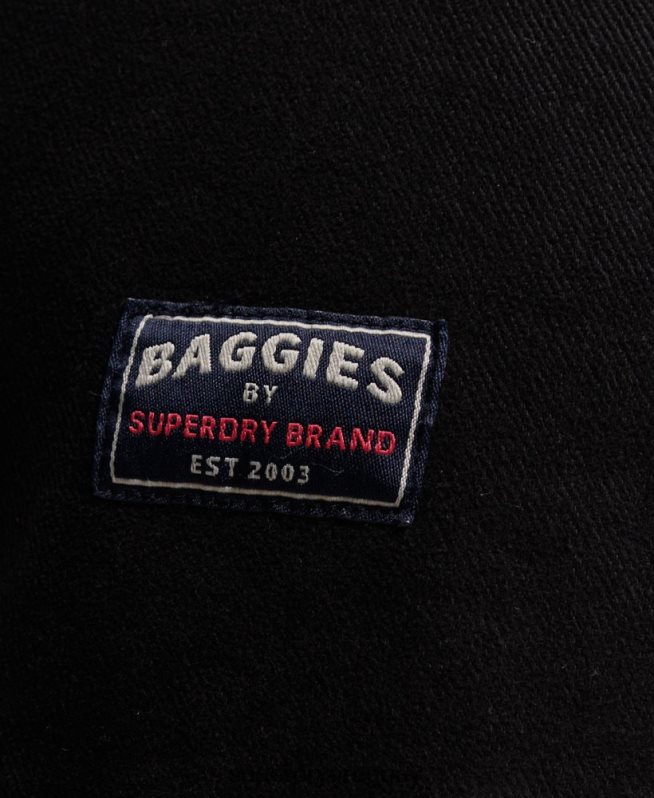 BAGGIES
BY
SUPERDRY BRAND
EST 2003